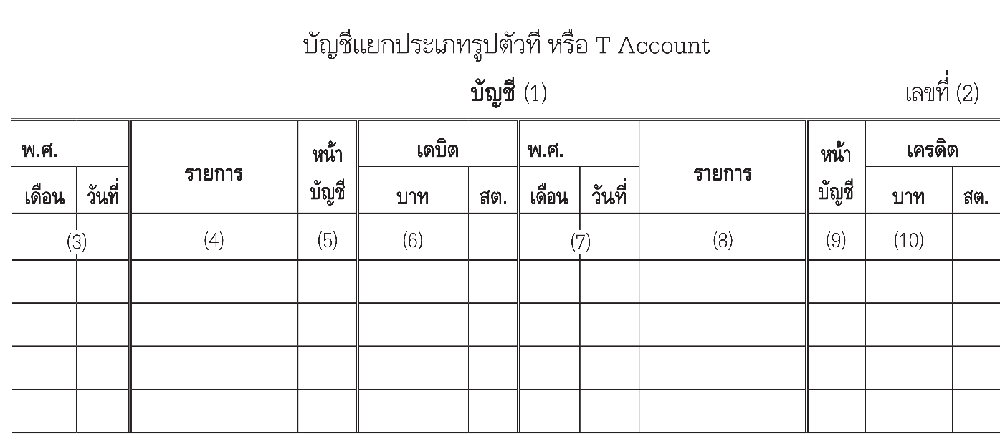 บัญชีแยกประเภทรูปตัวที หรือ T Account
บัญชี (1) เลขที่ (2)
พ.ศ. รายการ หน้า เดบิต พ.ศ. รายการ หน้า เครดิต
เดือน วันที่ บัญชี บาท สต. เดือน วันที่ บัญชี บาท สต.
(3) (4) (5) (6) (7) (8) (9) (10)